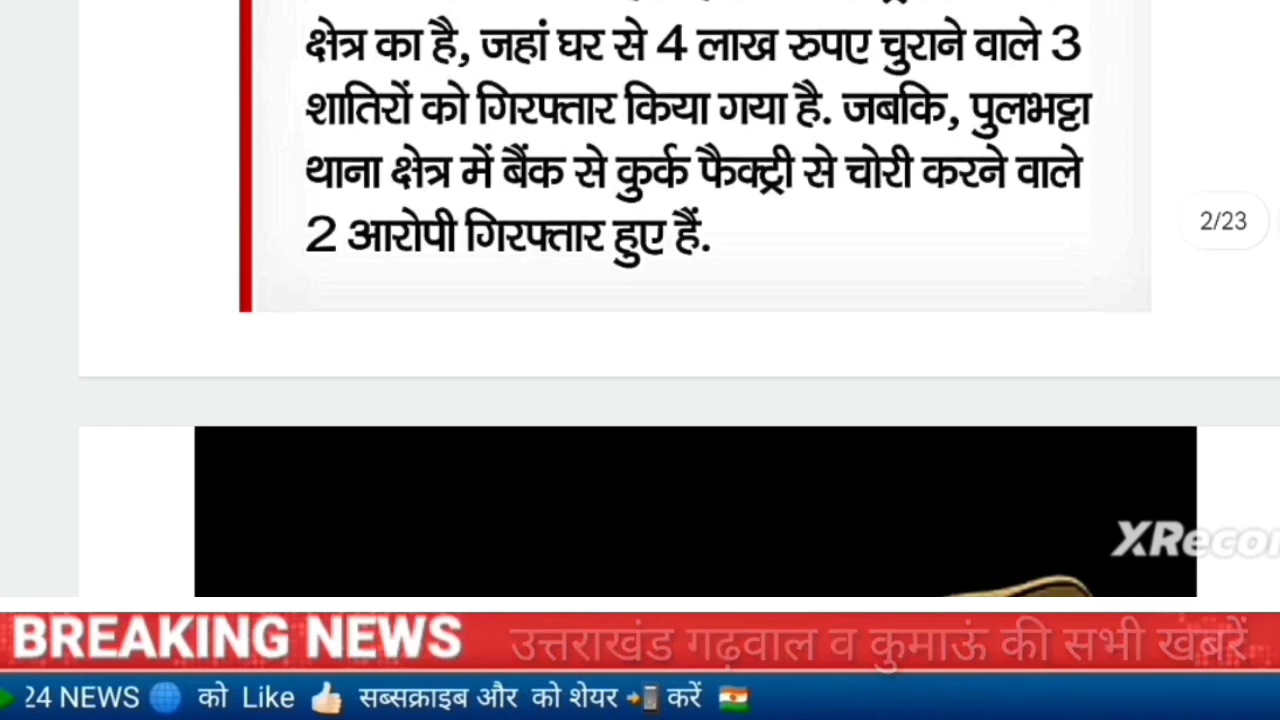 क्षेत्र का है, जहां घर से 4 लाख रुपए चुराने वाले 3
शातिरों को गिरफ्तार किया गया है. जबकि, पुलभट्टा
थाना क्षेत्र में बैंक से कुर्क फैक्ट्री से चोरी करने वाले
2 आरोपी गिरफ्तार हुए हैं.
2/23
XRecor
BREAKING NEWS उत्तराखंड गढ़वाल व कुमाऊं की सभी खबरें
24 NEWS 🌐 को Like 👍🏻 सब्सक्राइब और को शेयर 📲 करें 🇮🇳